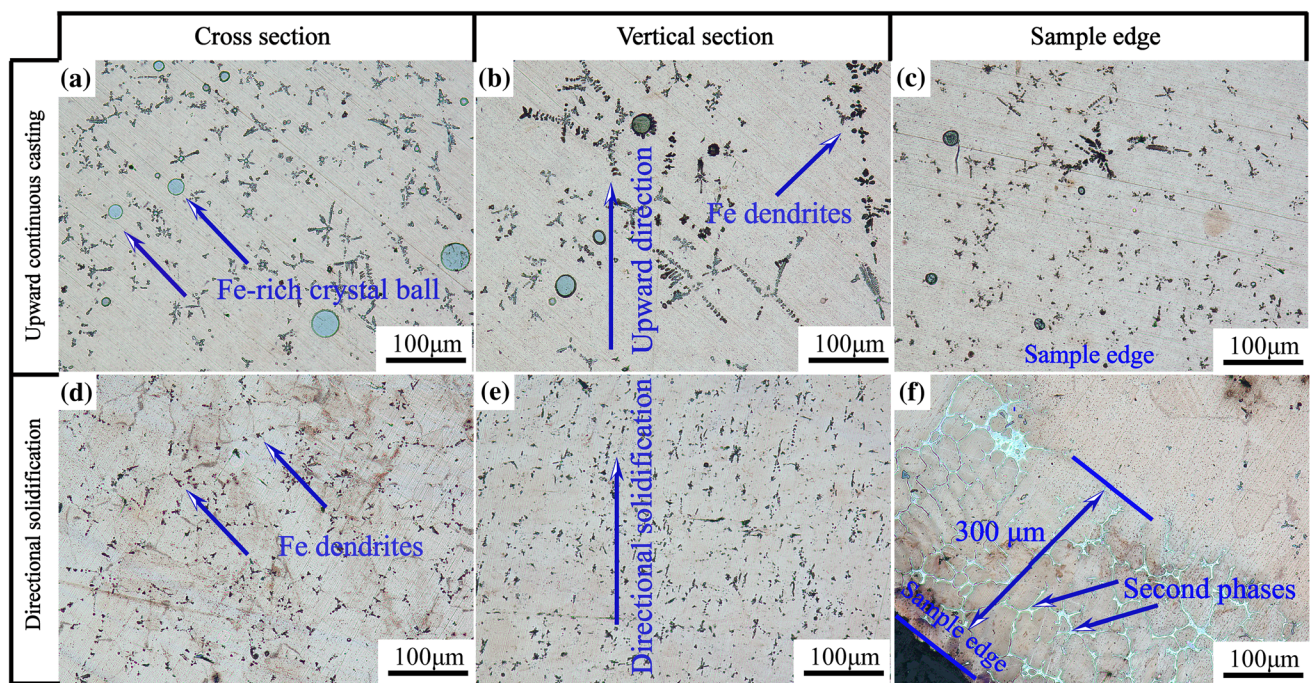 Cross section
Vertical section
Sample edge
Upward continuous casting
(a)
Fe-rich crystal ball
100μm
(b)
Upward direction
Fe dendrites
100μm
(c)
Sample edge
100μm
Directional solidification
(d)
Fe dendrites
100μm
(e)
Directional solidification
100μm
(f)
300 μm
Second phases
Sample edge
100μm